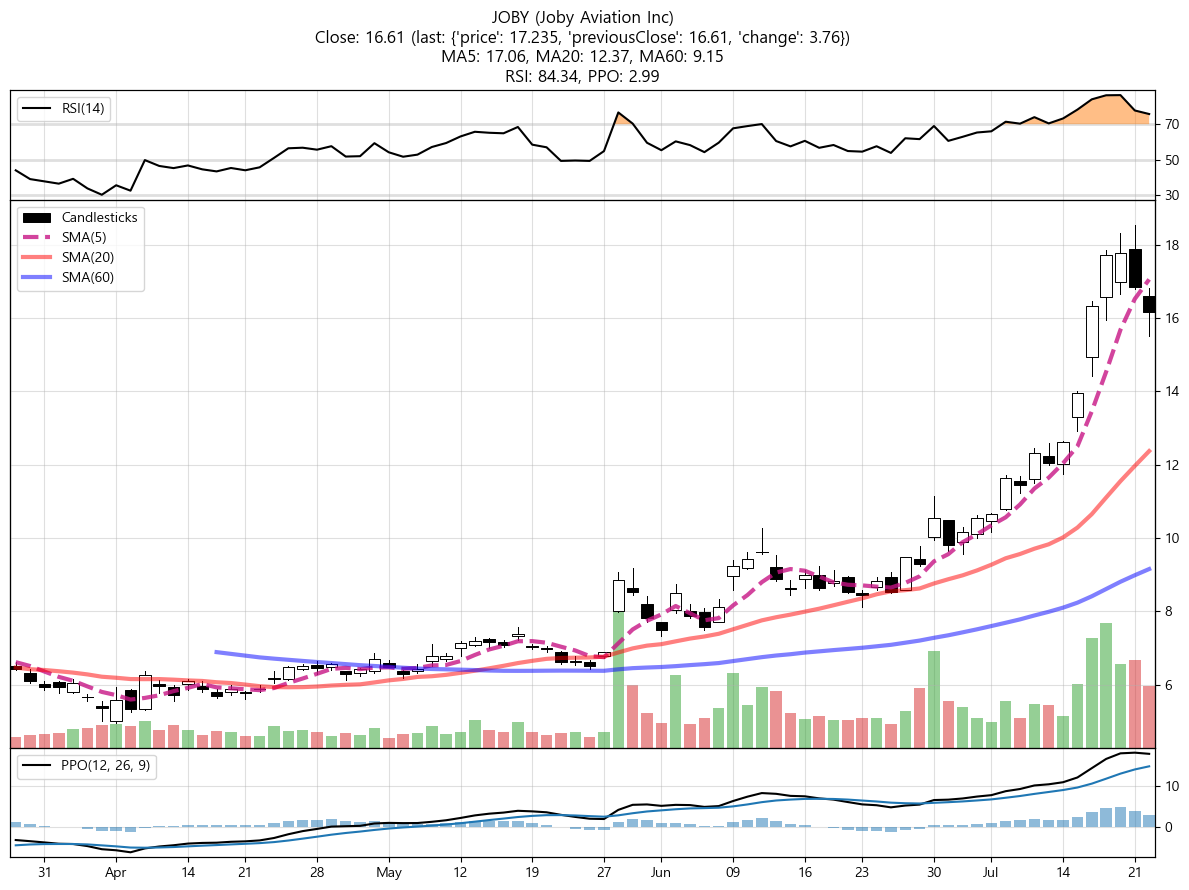 JOBY (Joby Aviation Inc)
Close: 16.61 (last: {'price': 17.235, 'previousClose': 16.61, 'change': 3.76})
MA5: 17.06, MA20: 12.37, MA60: 9.15
RSI: 84.34, PPO: 2.99
RSI(14)
70
50
30
Candlesticks
SMA(5)
SMA(20)
SMA(60)
18
16
14
12
10
8
6
PPO(12, 26, 9)
10
0
31 Apr 14 21 28 May 12 19 27 Jun 09 16 23 30 Jul 14 21